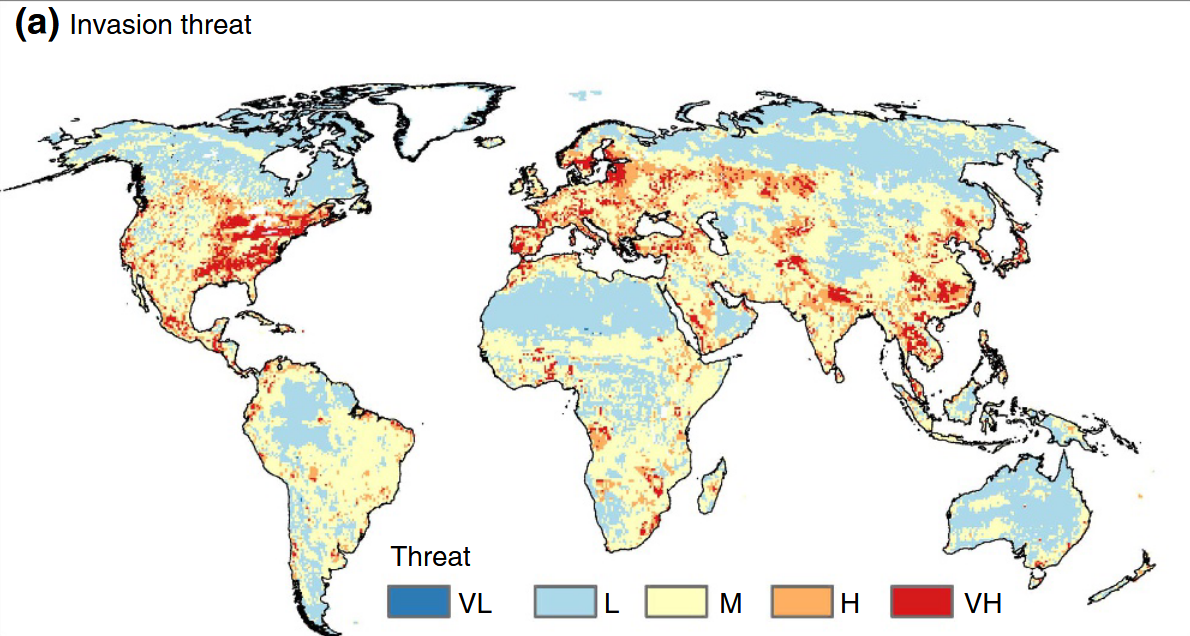 (a) Invasion threat
Threat
VL L M H VH